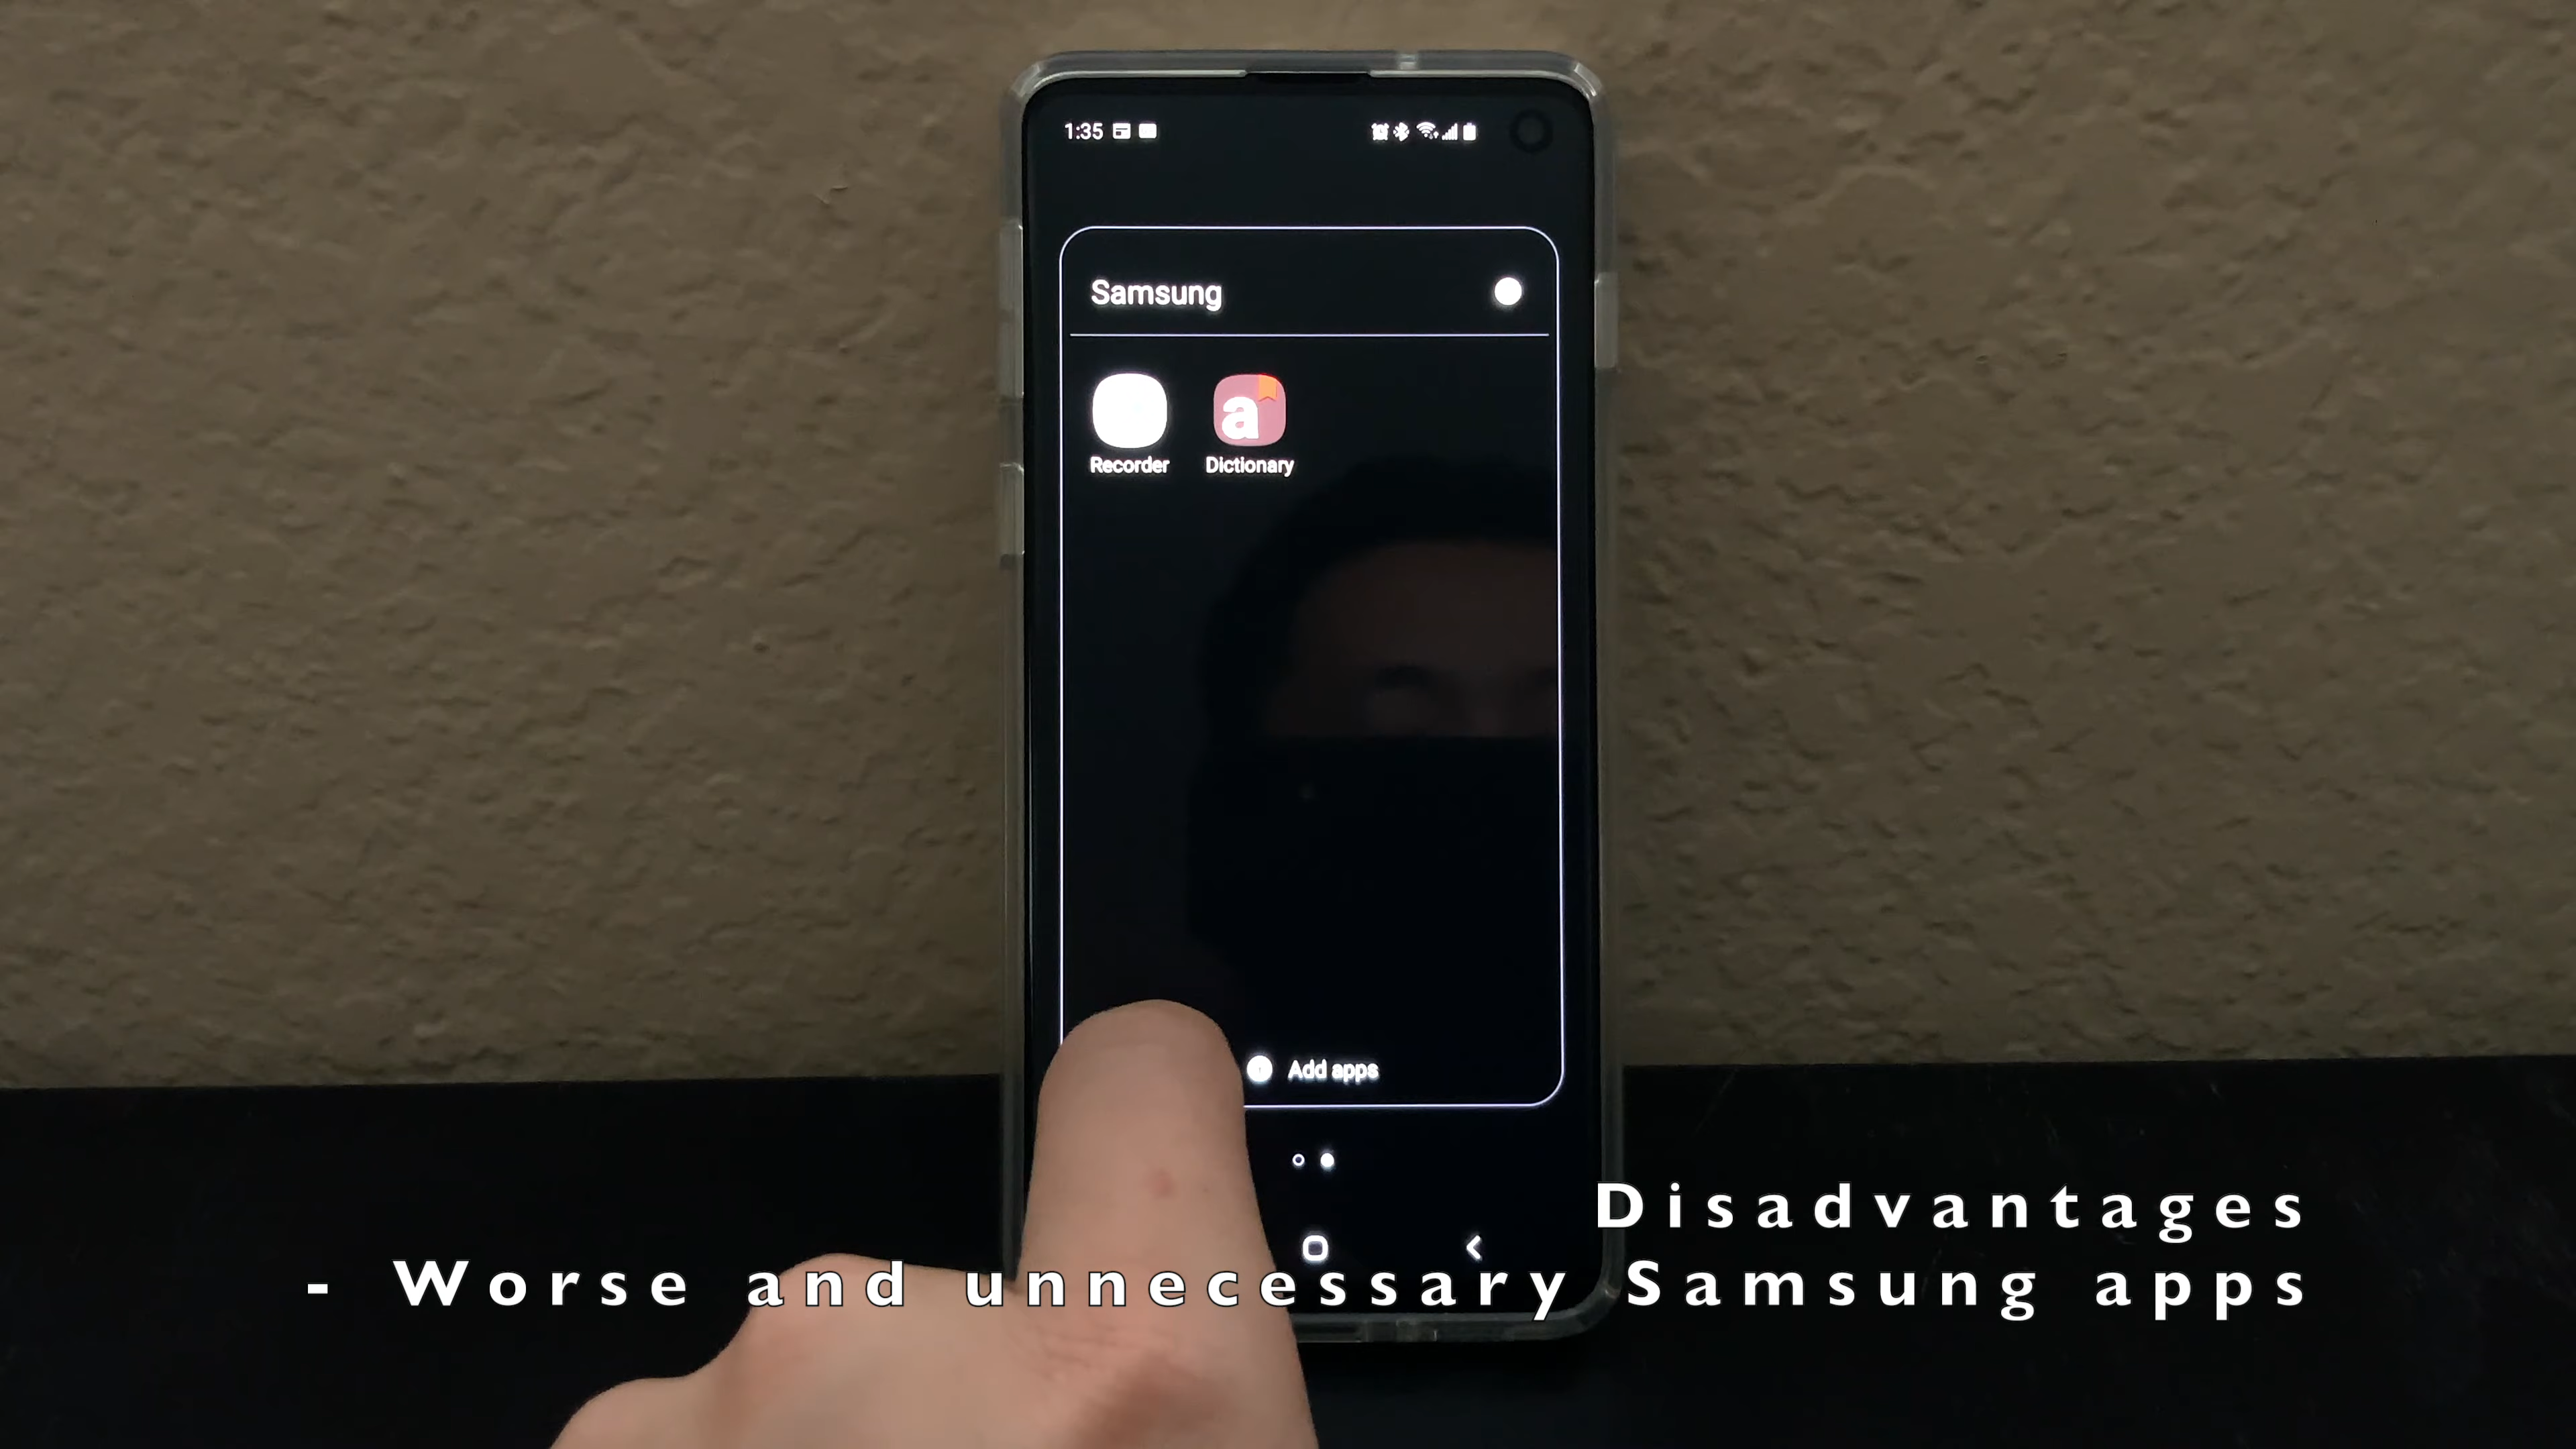 1:35
Samsung
a
Recorder
Dictionary
Add apps
Disadvantages
- Worse and unnecessary Samsung apps